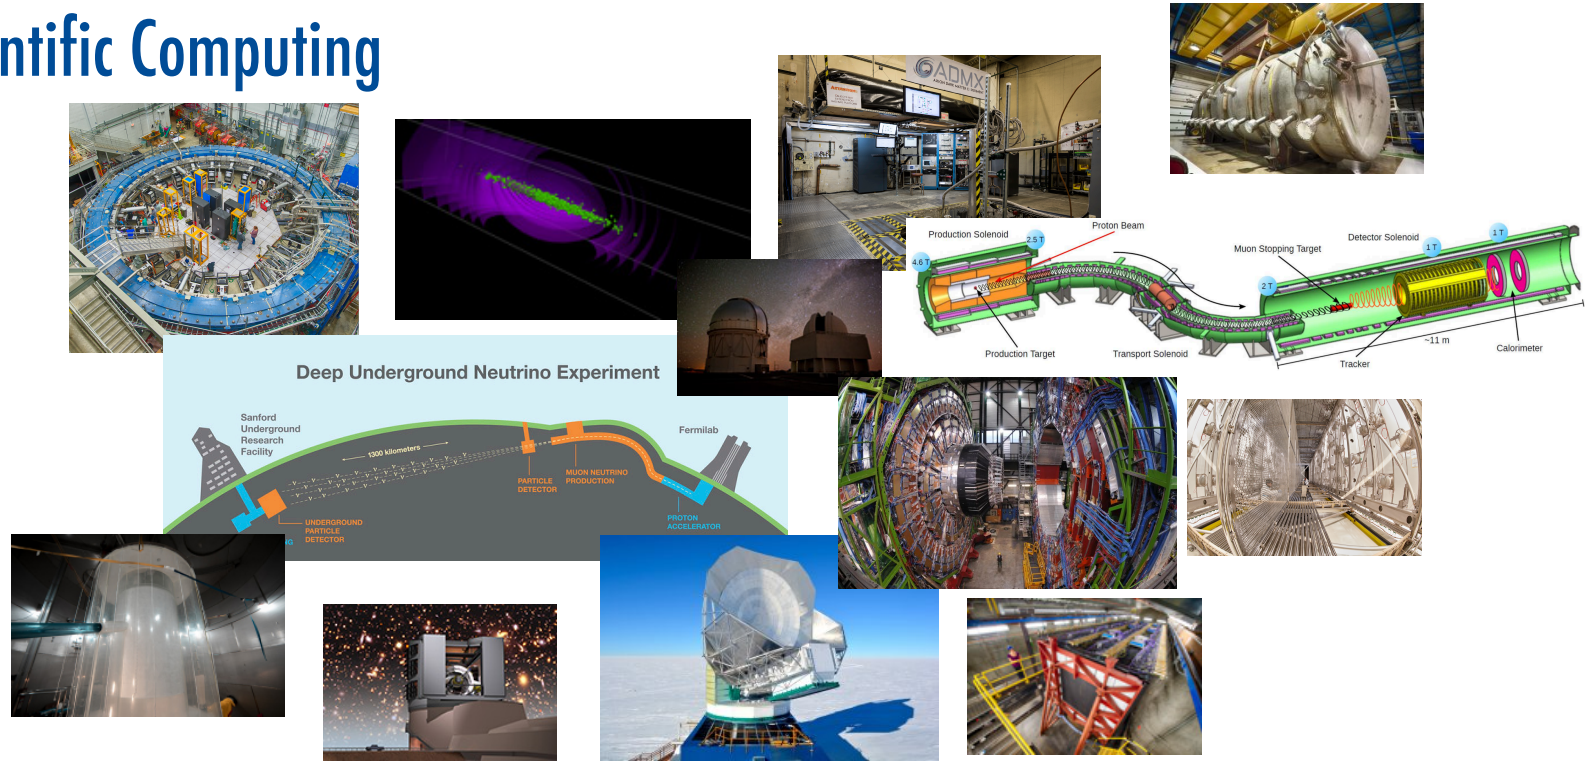 ntific Computing
ADMX
Proton Beam
Production Solenoid
2.5 T
4.6 T
Production Target
Transport Solenoid
Muon Stopping Target
Detector Solenoid
1 T
1 T
2 T
~11 m
Tracker
Calorimeter
Deep Underground Neutrino Experiment
Sanford
Underground
Research
Facility
1300 kilometers
Fermilab
PARTICLE
DETECTOR
MUON NEUTRINO
PRODUCTION
PROTON
ACCELERATOR
UNDERGROUND
PARTICLE
DETECTOR
NG